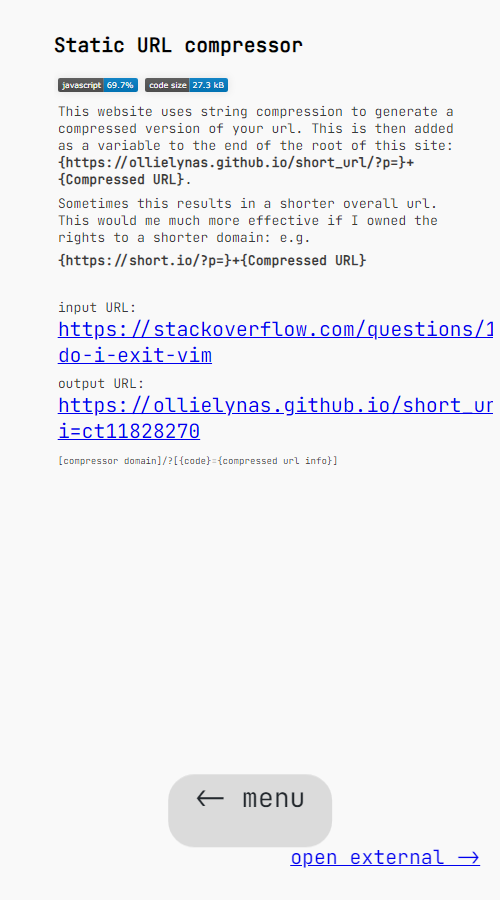 Static URL compressor
javascript 69.7% code size 27.3 kB
This website uses string compression to generate a
compressed version of your url. This is then added
as a variable to the end of the root of this site:
{https://ollielynas.github.io/short_url/?p=}+
{Compressed URL}.
Sometimes this results in a shorter overall url.
This would me much more effective if I owned the
rights to a shorter domain: e.g.
{https://short.io/?p=}+{Compressed URL}
input URL:
https://stackoverflow.com/questions/1
do-i-exit-vim
output URL:
https://ollielynas.github.io/short_ur
i=ct11828270
[compressor domain]/?[{code}={compressed url info}]
← menu
open external →